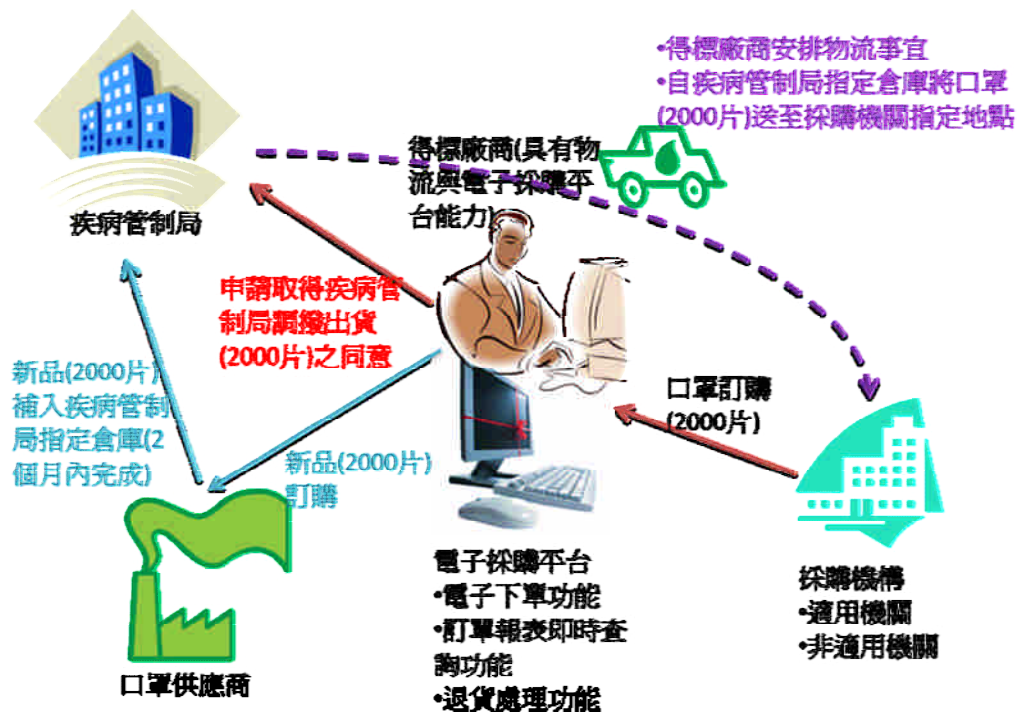 •得標廠商安排物流事宜
•自疾病管制局指定倉庫將口罩
(2000片)送至採購機關指定地點
得標廠商(具有物
流與電子採購平
台能力)
疾病管制局
申請取得疾病管
制局調撥出貨
(2000片)之同意
新品(2000片)
補入疾病管制
局指定倉庫(2
個月內完成)
口罩訂購
(2000片)
新品(2000片)
訂購
電子採購平台
•電子下單功能
•訂單報表即時查
詢功能
•退貨處理功能
採購機構
•適用機關
•非適用機關
口罩供應商